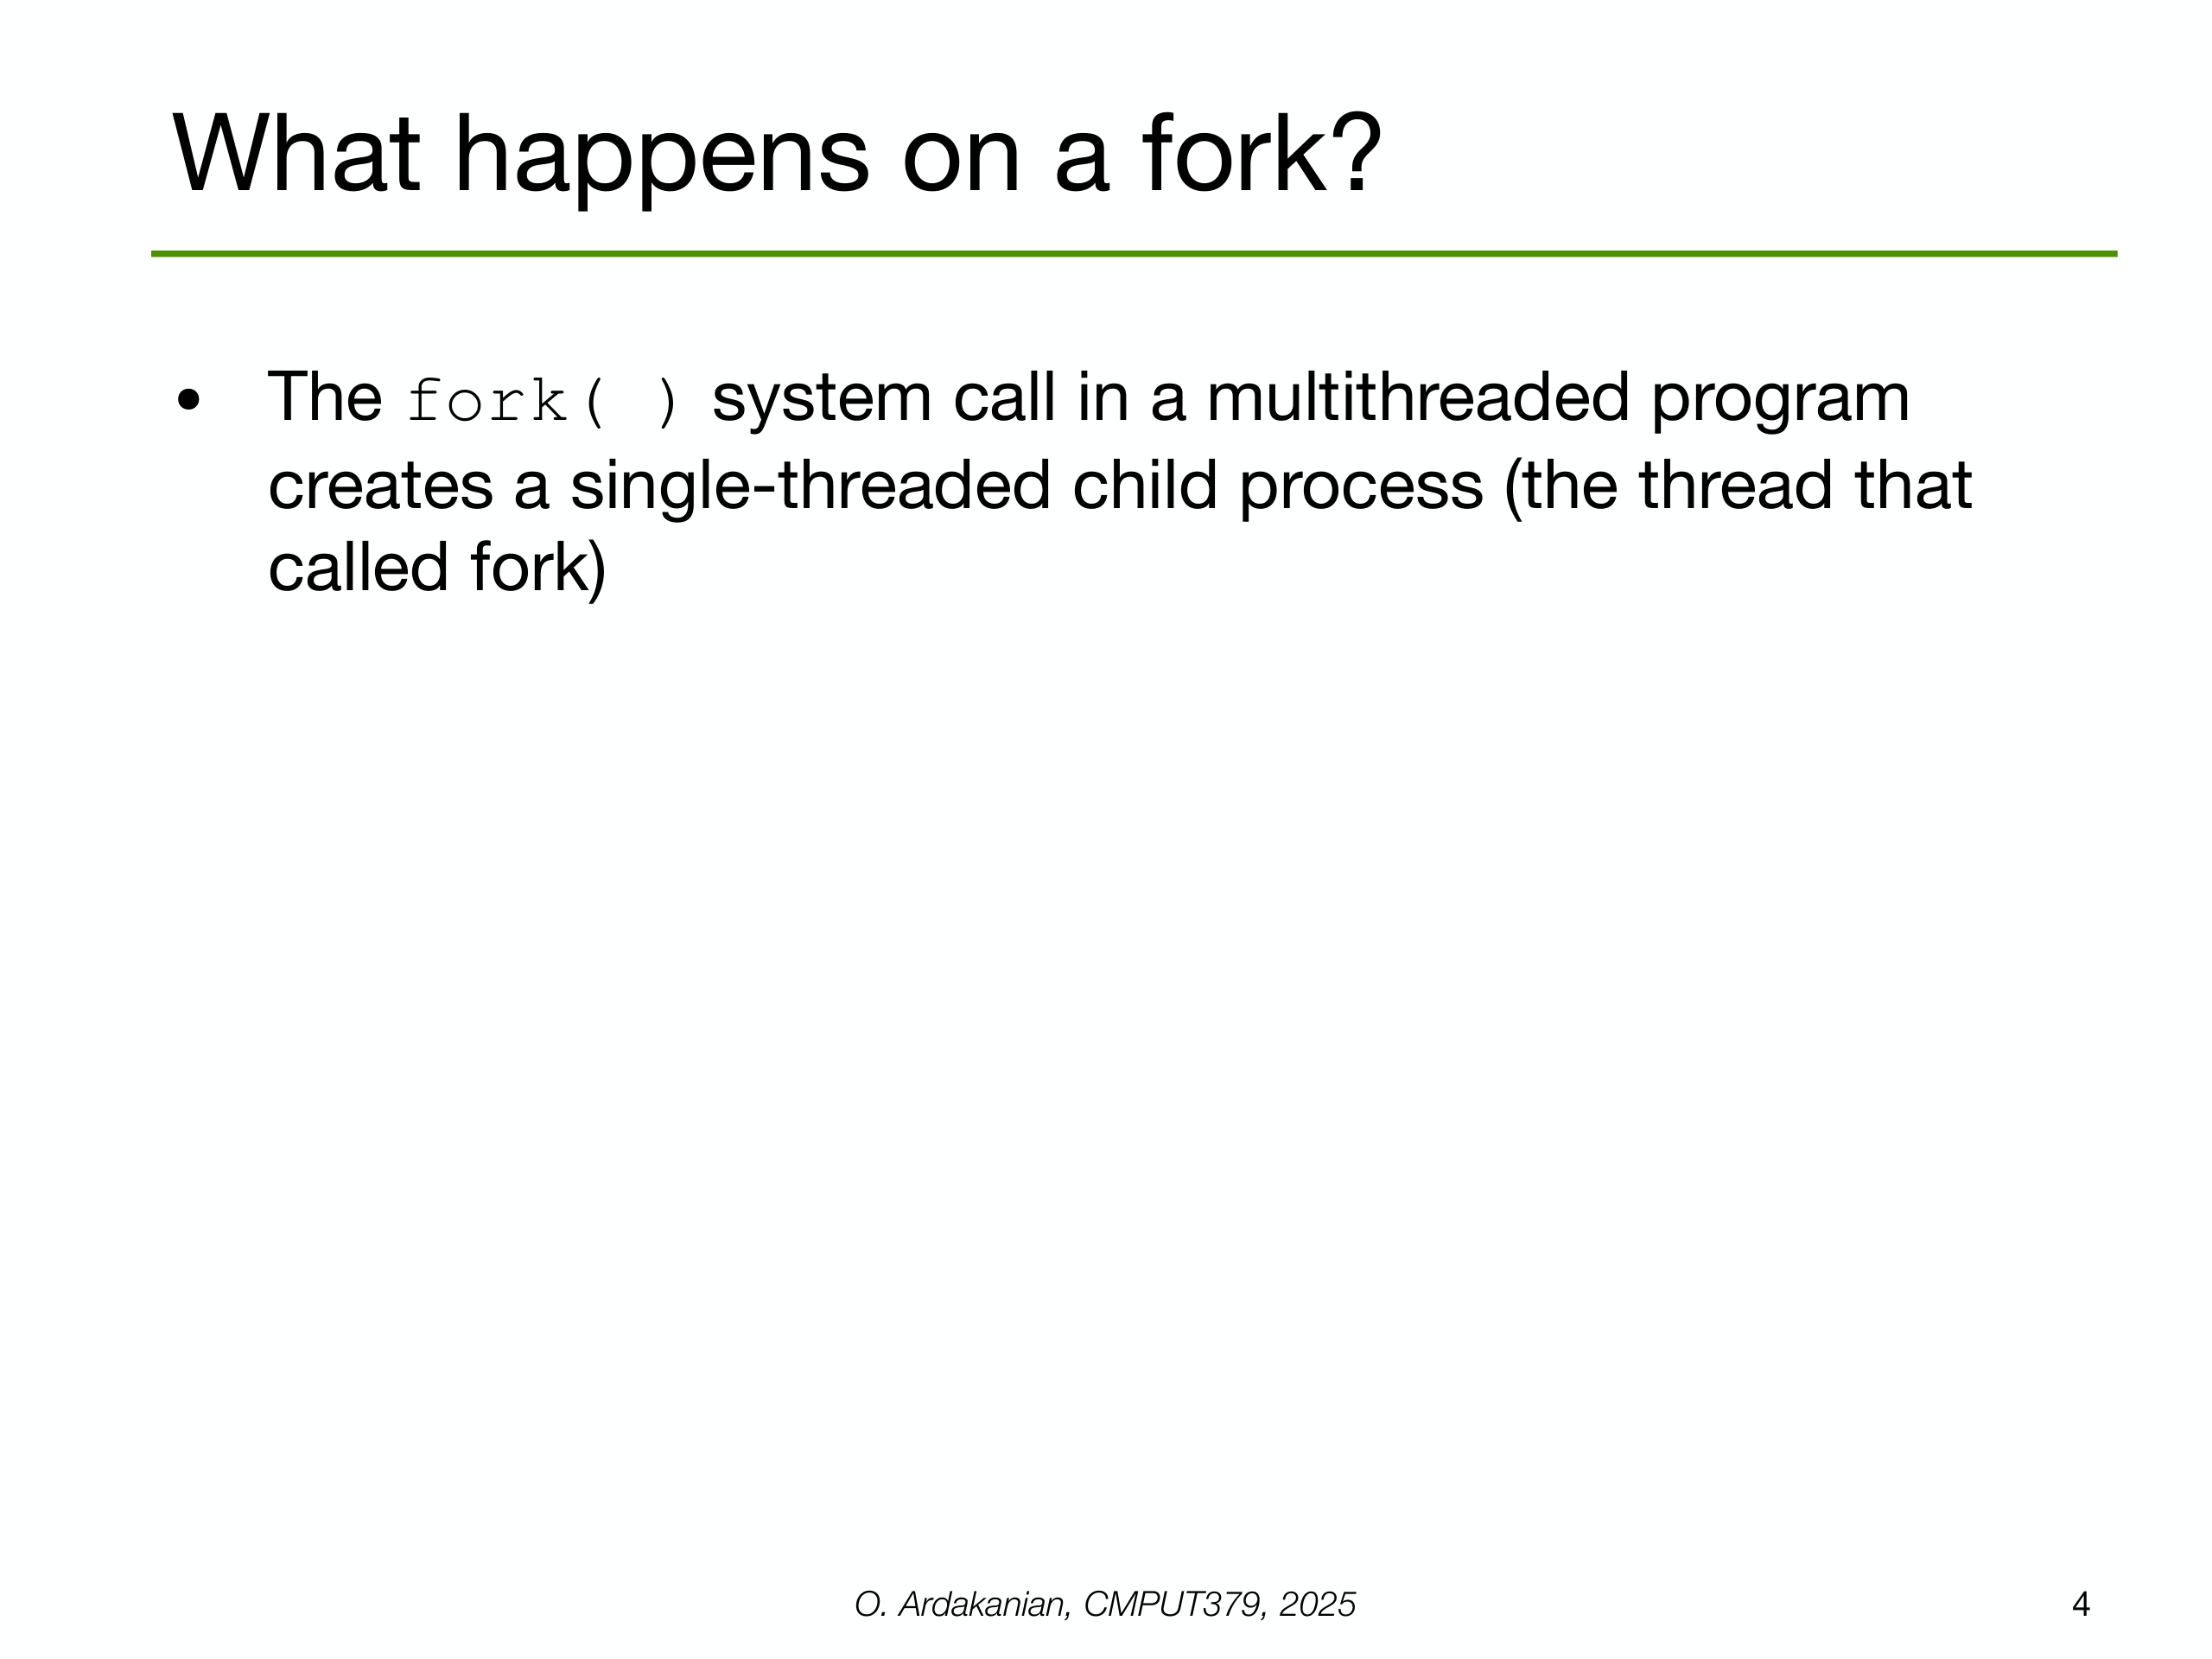 What happens on a fork?
• The fork( ) system call in a multithreaded program
creates a single-threaded child process (the thread that
called fork)
O. Ardakanian, CMPUT379, 2025
4